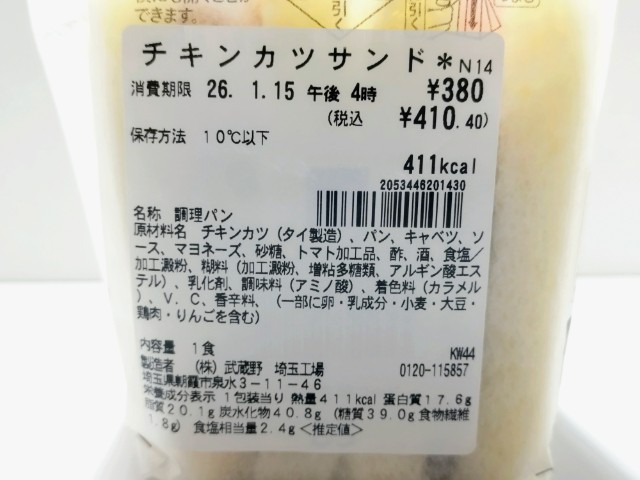 できます。
引く
引く
チキンカツサンド＊N14
消費期限 26. 1.15 午後 4時 ¥380
(税込 ¥410.40)
保存方法 10℃以下
411kcal
2053446201430
名称 調理パン
原材料名 チキンカツ（タイ製造）、パン、キャベツ、ソ
ース、マヨネーズ、砂糖、トマト加工品、酢、酒、食塩／
加工澱粉、糊料（加工澱粉、増粘多糖類、アルギン酸エス
テル）、乳化剤、調味料（アミノ酸）、着色料（カラメル
）、V．C、香辛料、（一部に卵・乳成分・小麦・大豆・
鶏肉・りんごを含む）
内容量 1食 KW44
製造者 （株）武蔵野 埼玉工場 0120-115857
埼玉県朝霞市泉水3－11－46
栄養成分表示 1包装当り 熱量411kcal 蛋白質17.6g
脂質20.1g 炭水化物40.8g （糖質39.0g 食物繊維
1.8g） 食塩相当量2.4g＜推定値＞